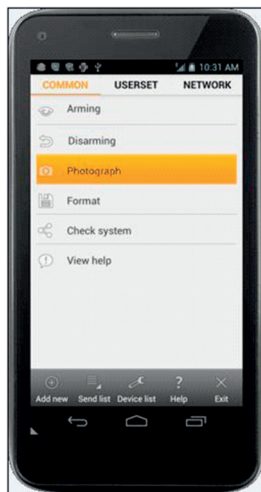 10:31 AM
COMMON USERSET NETWORK
Arming
Disarming
Photograph
Format
Check system
View help
?
Add new Send list Device list Help Exit